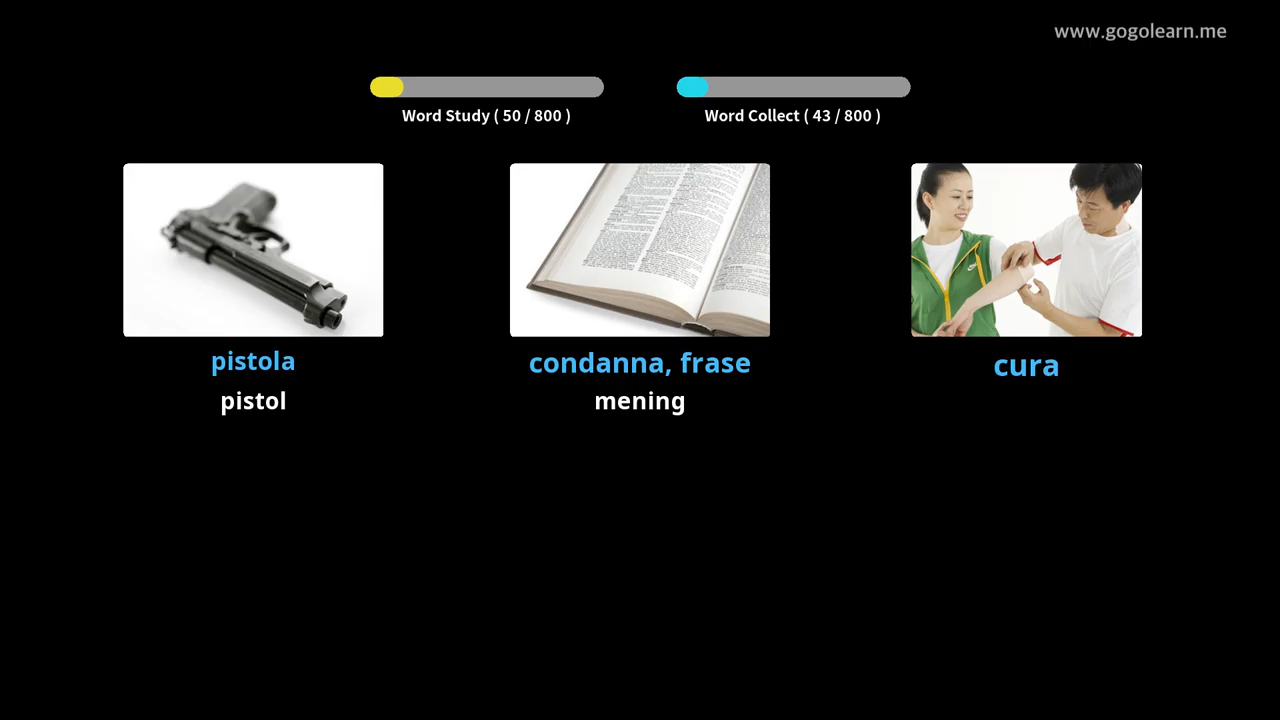 www.gogolearn.me
Word Study ( 50 / 800 )
Word Collect ( 43 / 800 )
pistola
pistol
condanna, frase
mening
cura